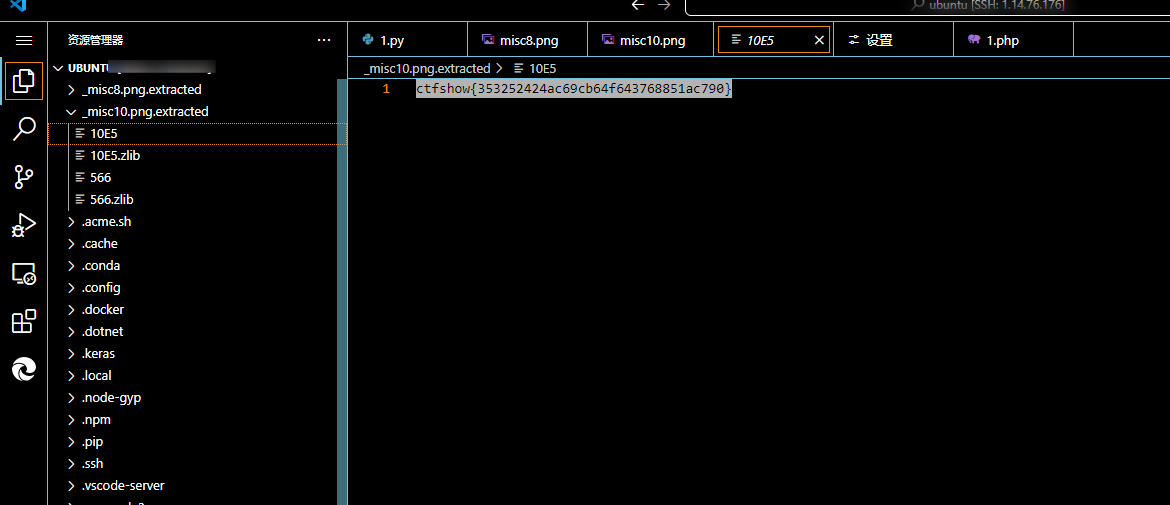 ubuntu [SSH: 1.14.76.176]
资源管理器
1.py
misc8.png
misc10.png
10E5
设置
1.php
UBUNTU
_misc10.png.extracted > 10E5
1
ctfshow{353252424ac69cb64f643768851ac790}
_misc8.png.extracted
_misc10.png.extracted
10E5
10E5.zlib
566
566.zlib
.acme.sh
.cache
.conda
.config
.docker
.dotnet
.keras
.local
.node-gyp
.npm
.pip
.ssh
.vscode-server